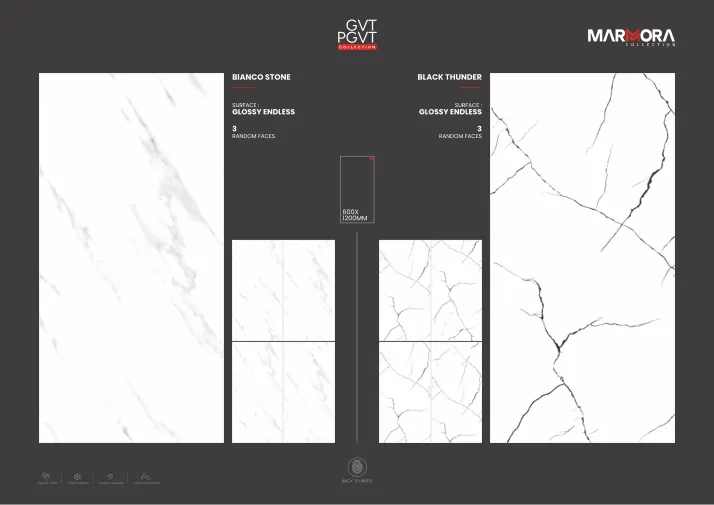 GVT
PGVT
COLLECTION
MARMORA
COLLECTION
BIANCO STONE
SURFACE :
GLOSSY ENDLESS
3
RANDOM FACES
BLACK THUNDER
SURFACE :
GLOSSY ENDLESS
3
RANDOM FACES
600X
1200MM
BACK TO INDEX